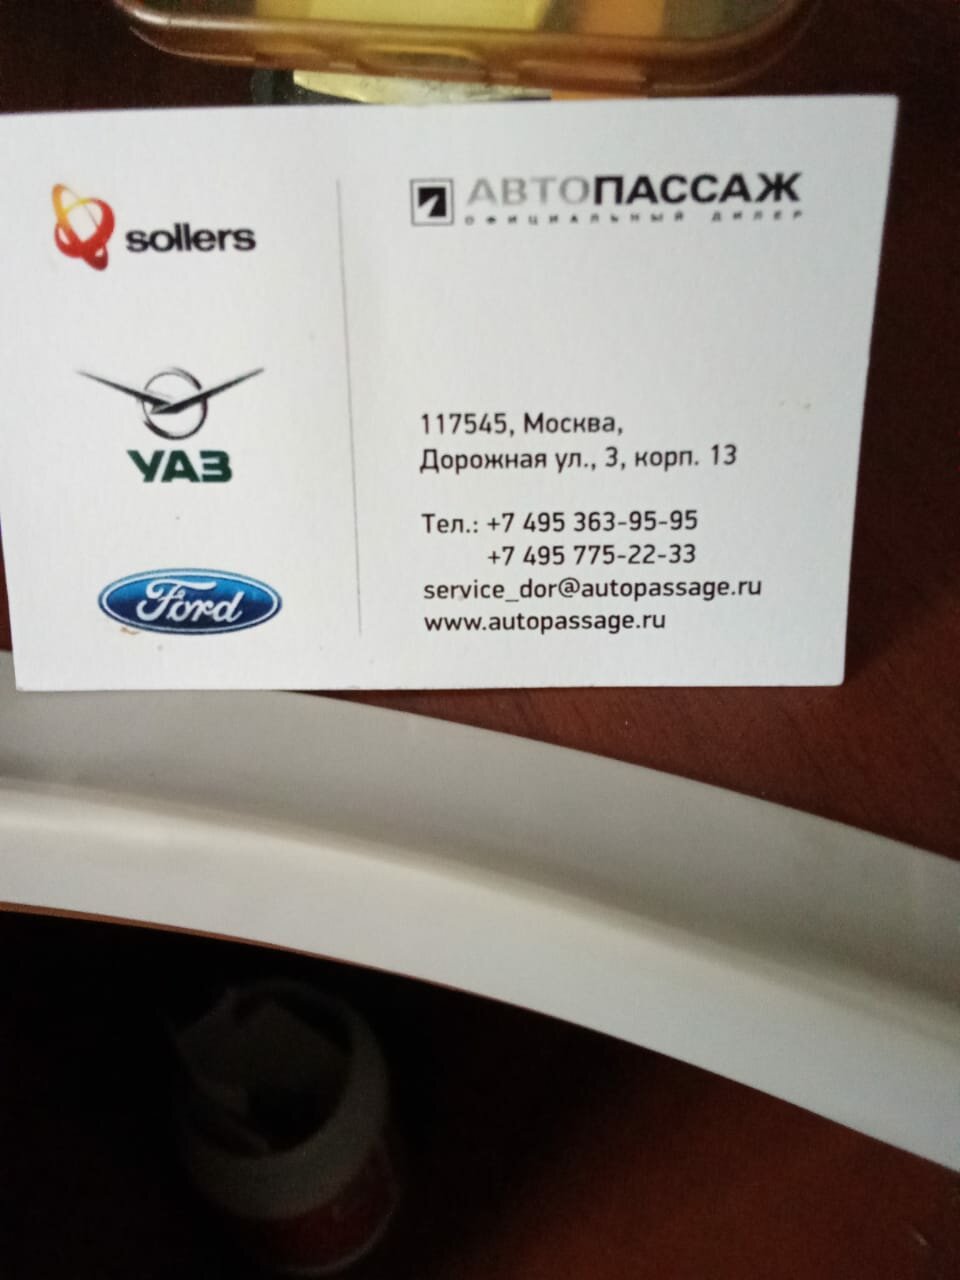 sollers
УАЗ
Ford
АВТОПАССАЖ
ОФИЦИАЛЬНЫЙ ДИЛЕР
117545, Москва,
Дорожная ул., 3, корп. 13
Тел.: +7 495 363-95-95
+7 495 775-22-33
service_dor@autopassage.ru
www.autopassage.ru